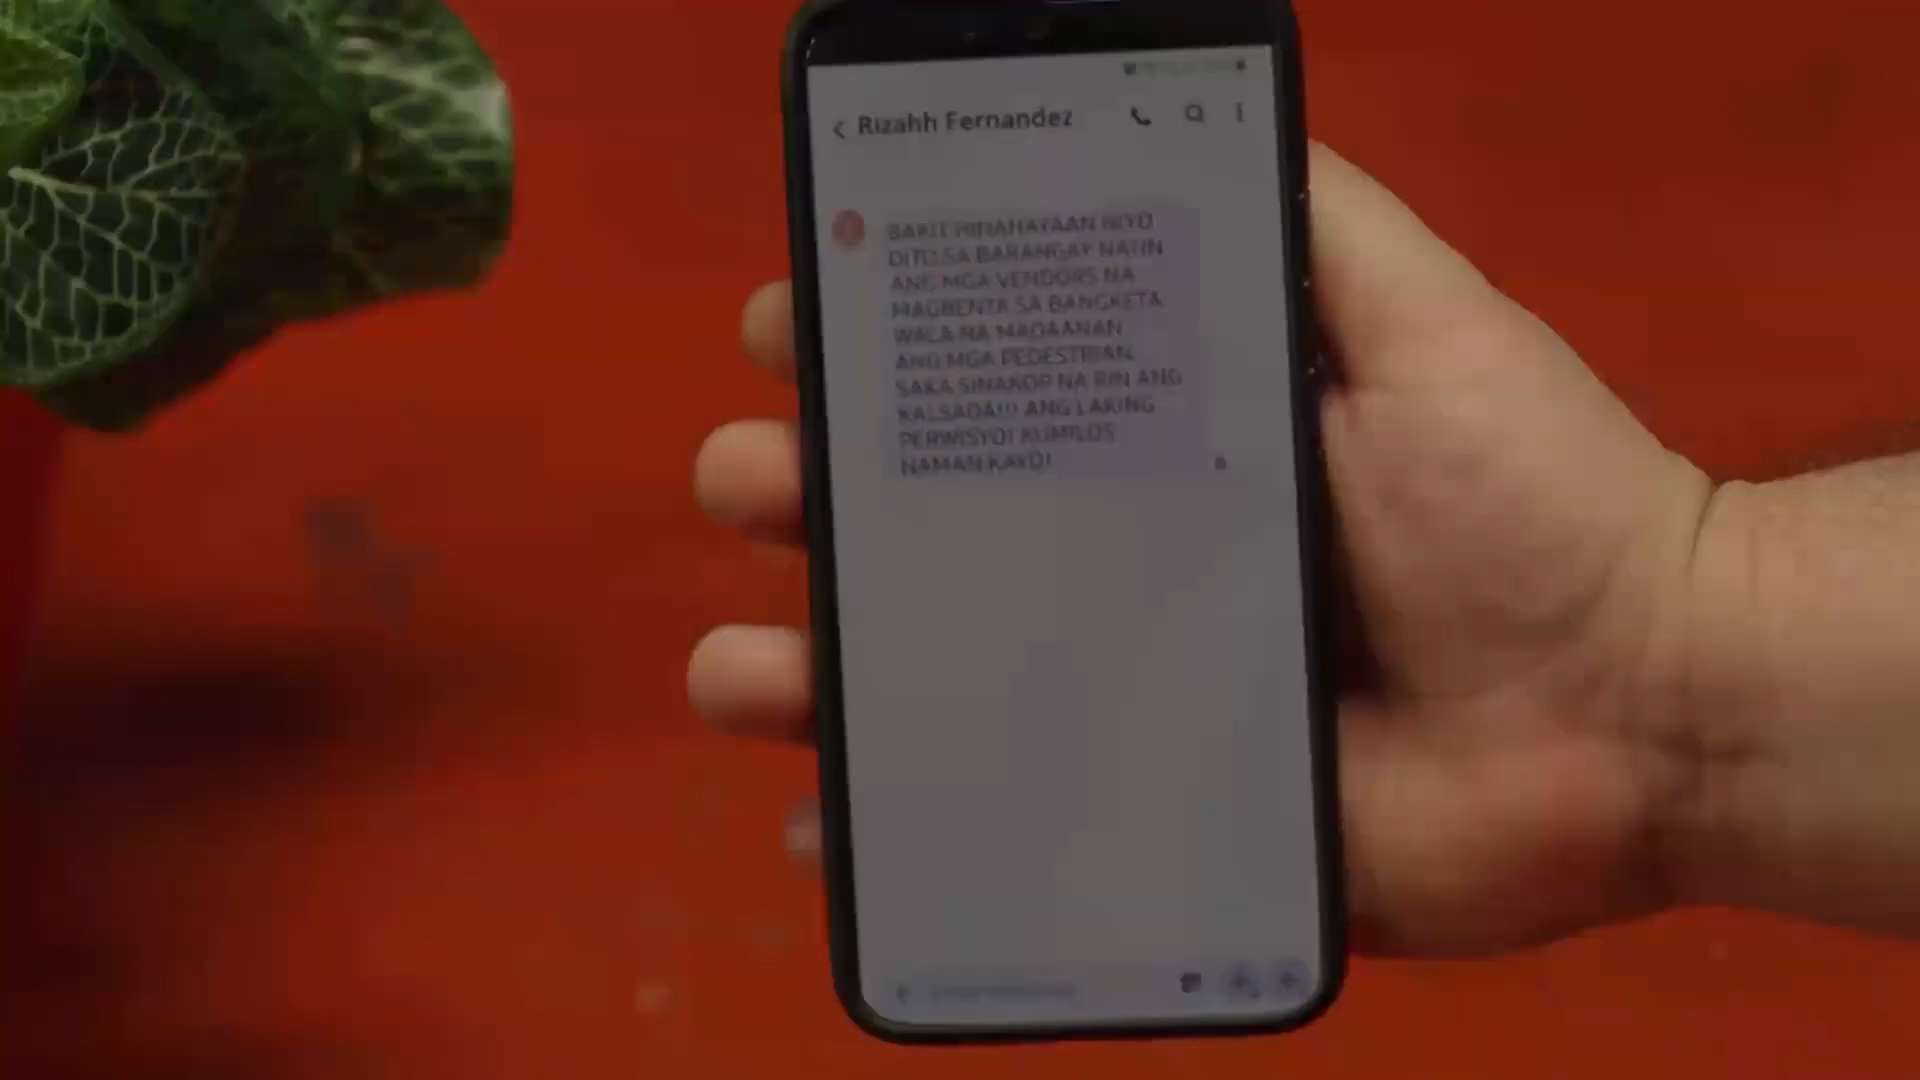 Rizahh Fernandez
BAKIT HINAHAYAAN NIYO
DITO SA BARANGAY NATIN
ANG MGA VENDORS NA
MAGBENTA SA BANGKETA
WALA NA MADAANAN
ANG MGA PEDESTRIAN
SAKA SINAKOP NA RIN ANG
KALSADA!!! ANG LAKING
PERWISYO! KUMILOS
NAMAN KAYO!